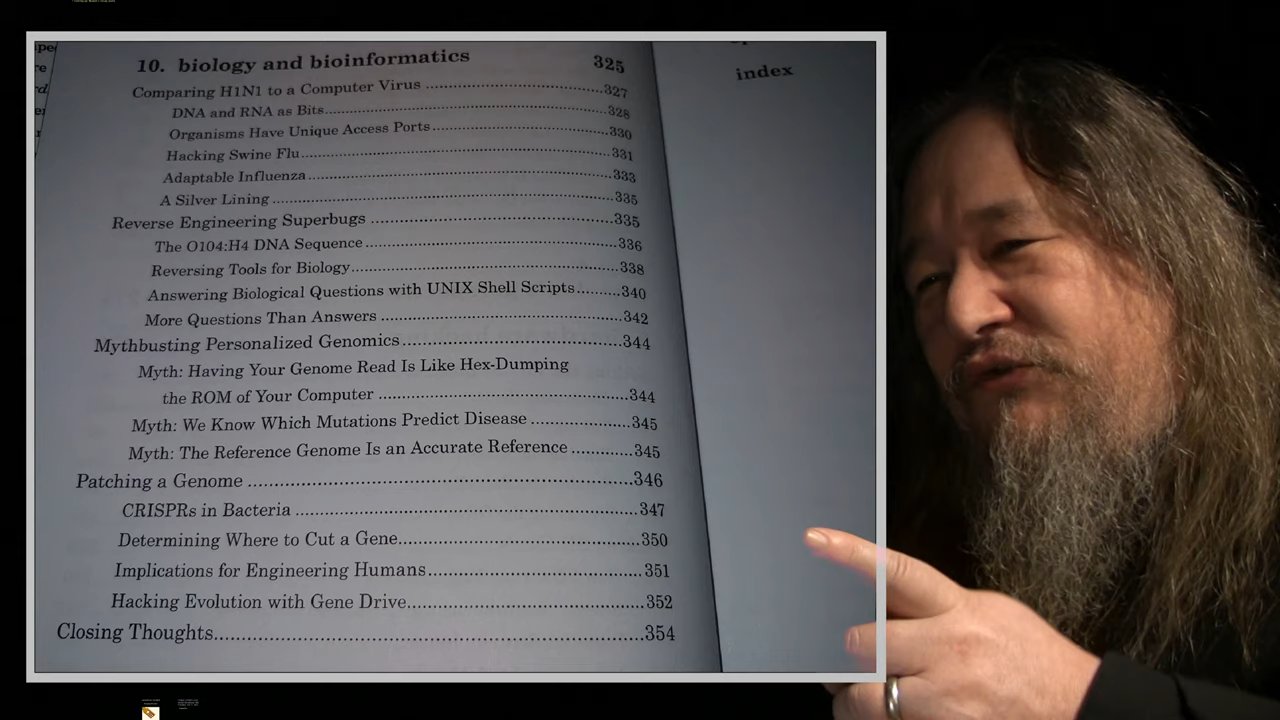 10. biology and bioinformatics 325
Comparing H1N1 to a Computer Virus 327
DNA and RNA as Bits 328
Organisms Have Unique Access Ports 330
Hacking Swine Flu 331
Adaptable Influenza 333
A Silver Lining 335
Reverse Engineering Superbugs 335
The O104:H4 DNA Sequence 336
Reversing Tools for Biology 338
Answering Biological Questions with UNIX Shell Scripts 340
More Questions Than Answers 342
Mythbusting Personalized Genomics 344
Myth: Having Your Genome Read Is Like Hex-Dumping
the ROM of Your Computer 344
Myth: We Know Which Mutations Predict Disease 345
Myth: The Reference Genome Is an Accurate Reference 345
Patching a Genome 346
CRISPRs in Bacteria 347
Determining Where to Cut a Gene 350
Implications for Engineering Humans 351
Hacking Evolution with Gene Drive 352
Closing Thoughts 354
index